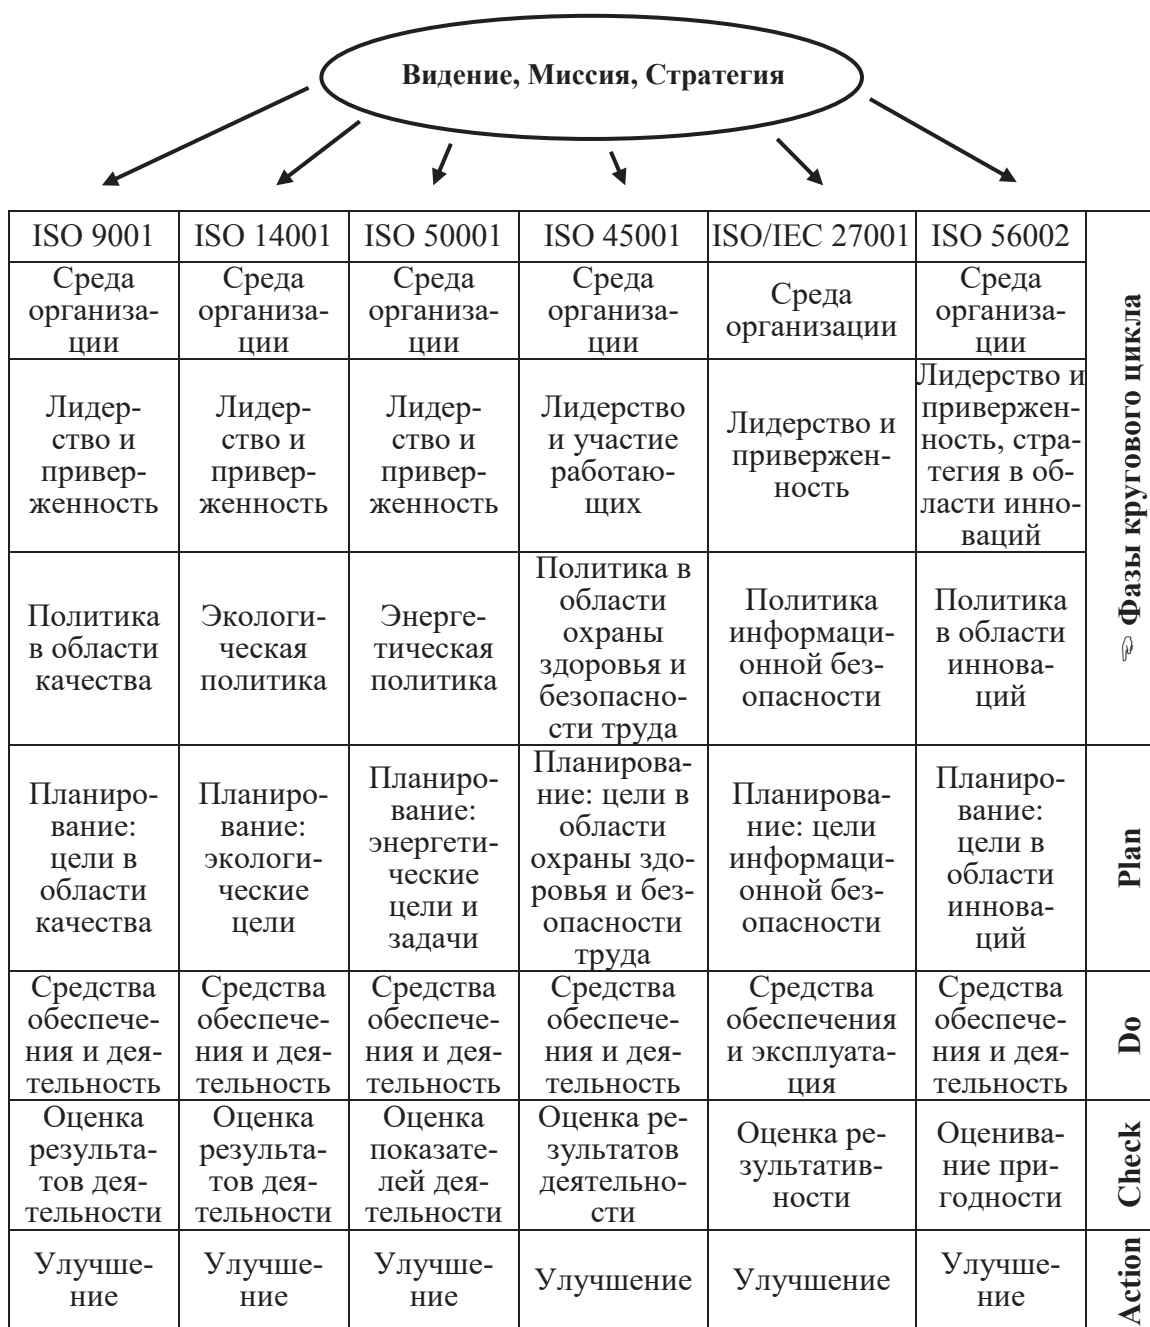 Видение, Миссия, Стратегия
ISO 9001
ISO 14001
ISO 50001
ISO 45001
ISO/IEC 27001
ISO 56002
☜ Фазы кругового цикла
Среда
организа-
ции
Среда
организа-
ции
Среда
организа-
ции
Среда
организа-
ции
Среда
организации
Среда
организа-
ции
Лидер-
ство и
привер-
женность
Лидер-
ство и
привер-
женность
Лидер-
ство и
привер-
женность
Лидерство
и участие
работаю-
щих
Лидерство и
привержен-
ность
Лидерство и
привержен-
ность, стра-
тегия в об-
ласти инно-
ваций
Политика
в области
качества
Экологи-
ческая
политика
Энерге-
тическая
политика
Политика в
области
охраны
здоровья и
безопасно-
сти труда
Политика
информаци-
онной без-
опасности
Политика
в области
иннова-
ций
Планиро-
вание:
цели в
области
качества
Планиро-
вание:
экологи-
ческие
цели
Планиро-
вание:
энергети-
ческие
цели и
задачи
Планирова-
ние: цели в
области
охраны здо-
ровья и без-
опасности
труда
Планирова-
ние: цели
информаци-
онной без-
опасности
Планиро-
вание:
цели в
области
иннова-
ций
Plan
Средства
обеспече-
ния и дея-
тельность
Средства
обеспече-
ния и дея-
тельность
Средства
обеспече-
ния и дея-
тельность
Средства
обеспече-
ния и дея-
тельность
Средства
обеспечения
и эксплуата-
ция
Средства
обеспече-
ния и дея-
тельность
Do
Оценка
результа-
тов дея-
тельности
Оценка
результа-
тов дея-
тельности
Оценка
показате-
лей дея-
тельности
Оценка ре-
зультатов
деятельно-
сти
Оценка ре-
зультатив-
ности
Оценива-
ние при-
годности
Check
Улучше-
ние
Улучше-
ние
Улучше-
ние
Улучшение
Улучшение
Улучше-
ние
Action